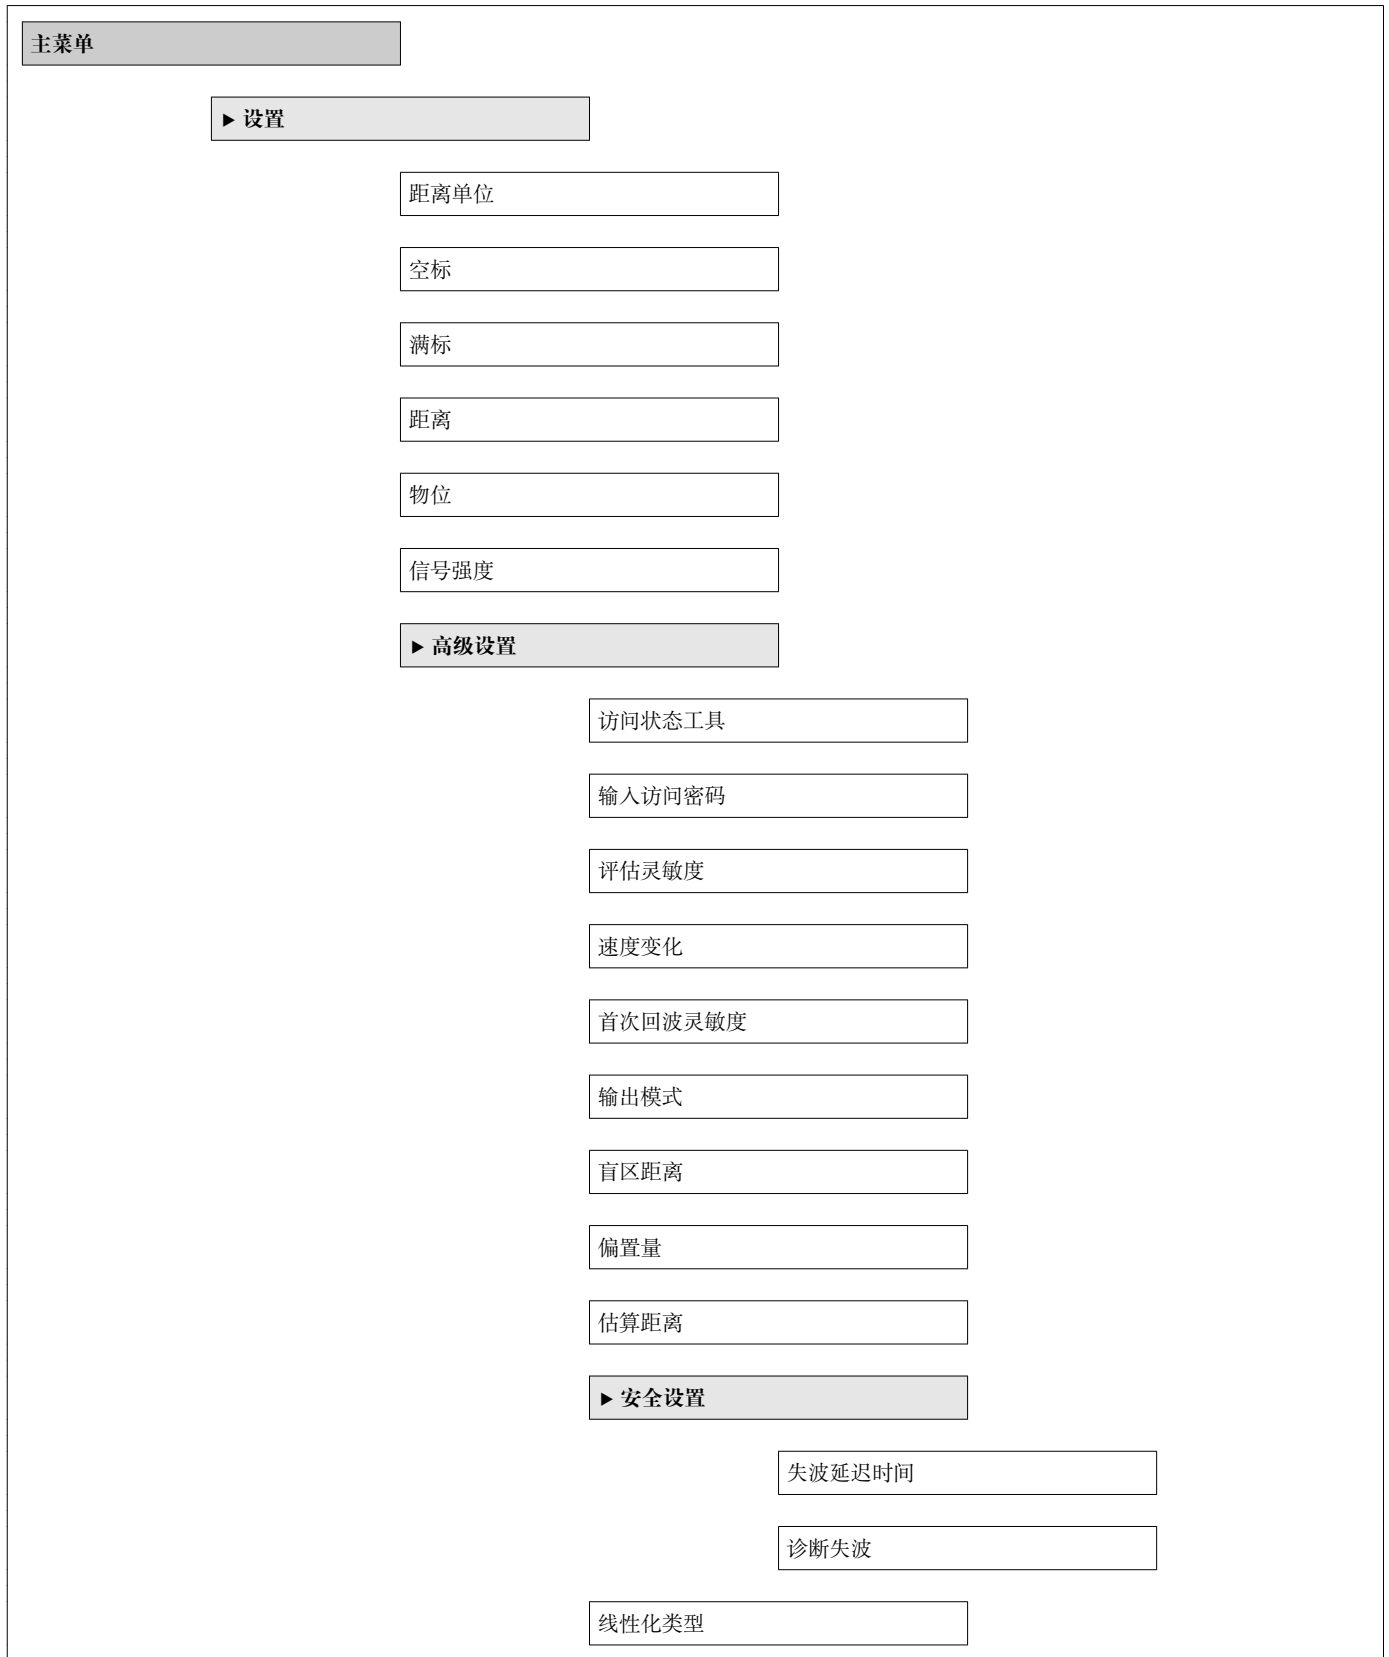 主菜单
▶ 设置
距离单位
空标
满标
距离
物位
信号强度
▶ 高级设置
访问状态工具
输入访问密码
评估灵敏度
速度变化
首次回波灵敏度
输出模式
盲区距离
偏置量
估算距离
▶ 安全设置
失波延迟时间
诊断失波
线性化类型